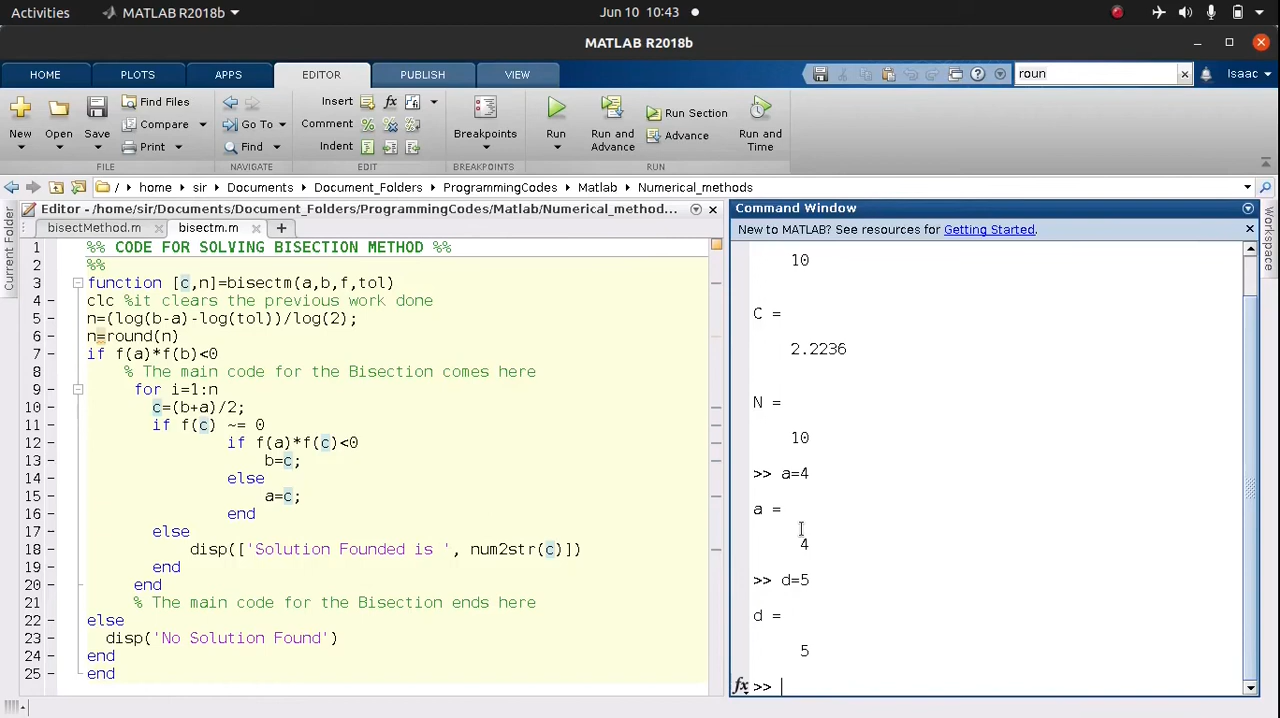 Activities MATLAB R2018b Jun 10 10:43
MATLAB R2018b
HOME PLOTS APPS EDITOR PUBLISH VIEW roun Isaac
New Open Save Find Files Compare Print Go To Find Insert Comment Indent Breakpoints Run Run and Advance Run Section Advance Run and Time
FILE NAVIGATE EDIT BREAKPOINTS RUN
/ home sir Documents Document_Folders ProgrammingCodes Matlab Numerical_methods
Current Folder
Editor - /home/sir/Documents/Document_Folders/ProgrammingCodes/Matlab/Numerical_method...
bisectMethod.m bisectm.m
1 %% CODE FOR SOLVING BISECTION METHOD %%
2 %%
3 function [c,n]=bisectm(a,b,f,tol)
4 clc %it clears the previous work done
5 n=(log(b-a)-log(tol))/log(2);
6 n=round(n)
7 if f(a)*f(b)<0
8 % The main code for the Bisection comes here
9 for i=1:n
10 c=(b+a)/2;
11 if f(c) ~= 0
12 if f(a)*f(c)<0
13 b=c;
14 else
15 a=c;
16 end
17 else
18 disp(['Solution Founded is ', num2str(c)])
19 end
20 end
21 % The main code for the Bisection ends here
22 else
23 disp('No Solution Found')
24 end
25 end
Command Window
New to MATLAB? See resources for Getting Started.
10
C =
2.2236
N =
10
>> a=4
a =
4
>> d=5
d =
5
fx >>
Workspace